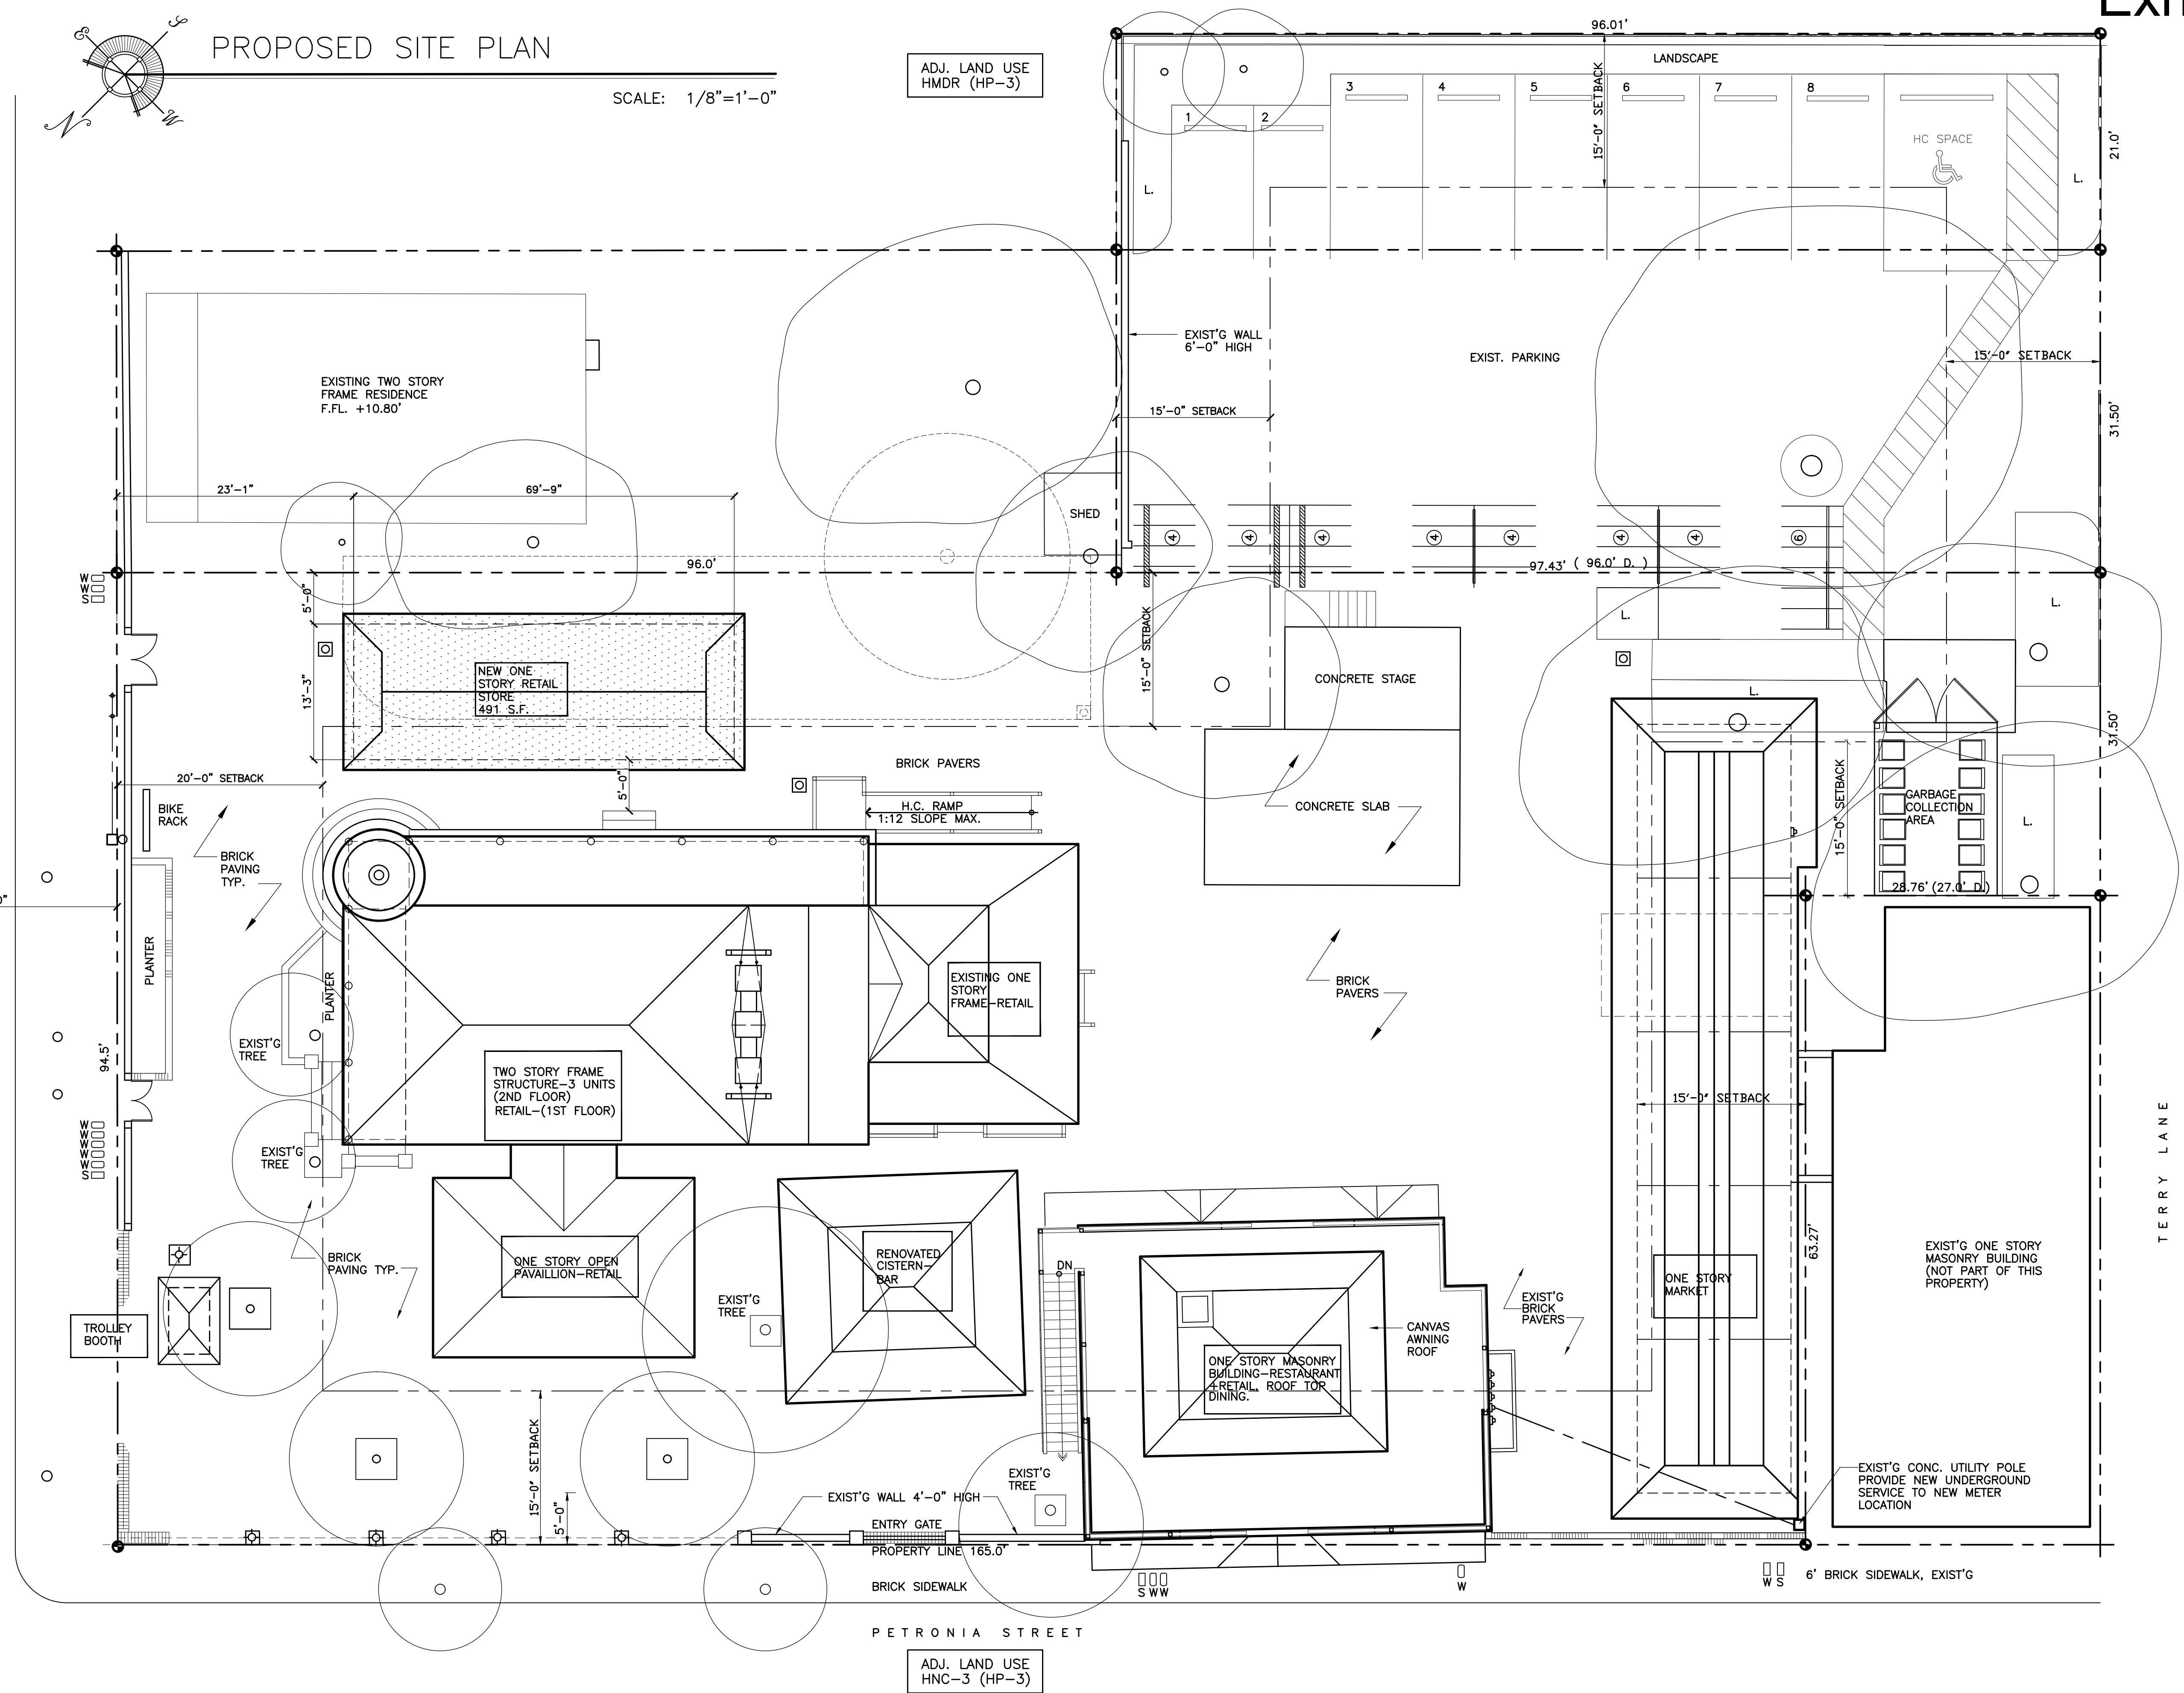 PROPOSED SITE PLAN
SCALE: 1/8"=1'-0"
N
S
E
W
ADJ. LAND USE
HMDR (HP-3)
96.01'
LANDSCAPE
15'-0" SETBACK
1
2
3
4
5
6
7
8
HC SPACE
21.0'
L.
L.
EXIST'G WALL
6'-0" HIGH
EXIST. PARKING
15'-0" SETBACK
15'-0" SETBACK
31.50'
EXISTING TWO STORY
FRAME RESIDENCE
F.FL. +10.80'
23'-1"
69'-9"
SHED
4
4
4
4
4
4
4
6
96.0'
97.43' ( 96.0' D. )
W
W
S
5'-0"
13'-3"
NEW ONE
STORY RETAIL
STORE
491 S.F.
15'-0" SETBACK
CONCRETE STAGE
L.
L.
L.
31.50'
20'-0" SETBACK
5'-0"
BRICK PAVERS
BIKE
RACK
H.C. RAMP
1:12 SLOPE MAX.
CONCRETE SLAB
15'-0" SETBACK
GARBAGE
COLLECTION
AREA
L.
28.76' (27.0' D.)
BRICK
PAVING
TYP.
0"
PLANTER
PLANTER
94.5'
EXIST'G
TREE
EXISTING ONE
STORY
FRAME-RETAIL
BRICK
PAVERS
TWO STORY FRAME
STRUCTURE-3 UNITS
(2ND FLOOR)
RETAIL-(1ST FLOOR)
15'-0" SETBACK
W
W
W
W
W
S
EXIST'G
TREE
TERRY LANE
BRICK
PAVING TYP.
ONE STORY OPEN
PAVAILLION-RETAIL
RENOVATED
CISTERN-
BAR
DN
63.27'
EXIST'G ONE STORY
MASONRY BUILDING
(NOT PART OF THIS
PROPERTY)
ONE STORY
MARKET
TROLLEY
BOOTH
EXIST'G
TREE
CANVAS
AWNING
ROOF
EXIST'G
BRICK
PAVERS
ONE STORY MASONRY
BUILDING-RESTAURANT
+RETAIL, ROOF TOP
DINING.
15'-0" SETBACK
5'-0"
EXIST'G
TREE
EXIST'G WALL 4'-0" HIGH
EXIST'G CONC. UTILITY POLE
PROVIDE NEW UNDERGROUND
SERVICE TO NEW METER
LOCATION
ENTRY GATE
PROPERTY LINE 165.0'
BRICK SIDEWALK
S W W
W
W S
6' BRICK SIDEWALK, EXIST'G
PETRONIA STREET
ADJ. LAND USE
HNC-3 (HP-3)